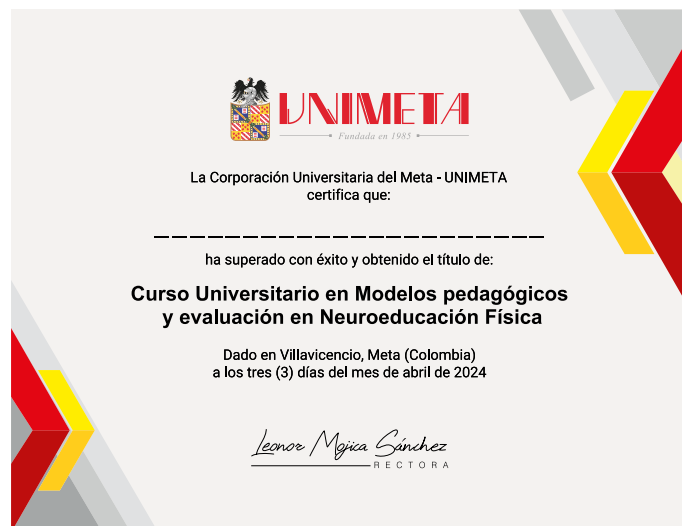 UNIMETA
Fundada en 1985
La Corporación Universitaria del Meta - UNIMETA
certifica que:
ha superado con éxito y obtenido el título de:
Curso Universitario en Modelos pedagógicos
y evaluación en Neuroeducación Física
Dado en Villavicencio, Meta (Colombia)
a los tres (3) días del mes de abril de 2024
Leonor Mojica Sánchez
RECTORA